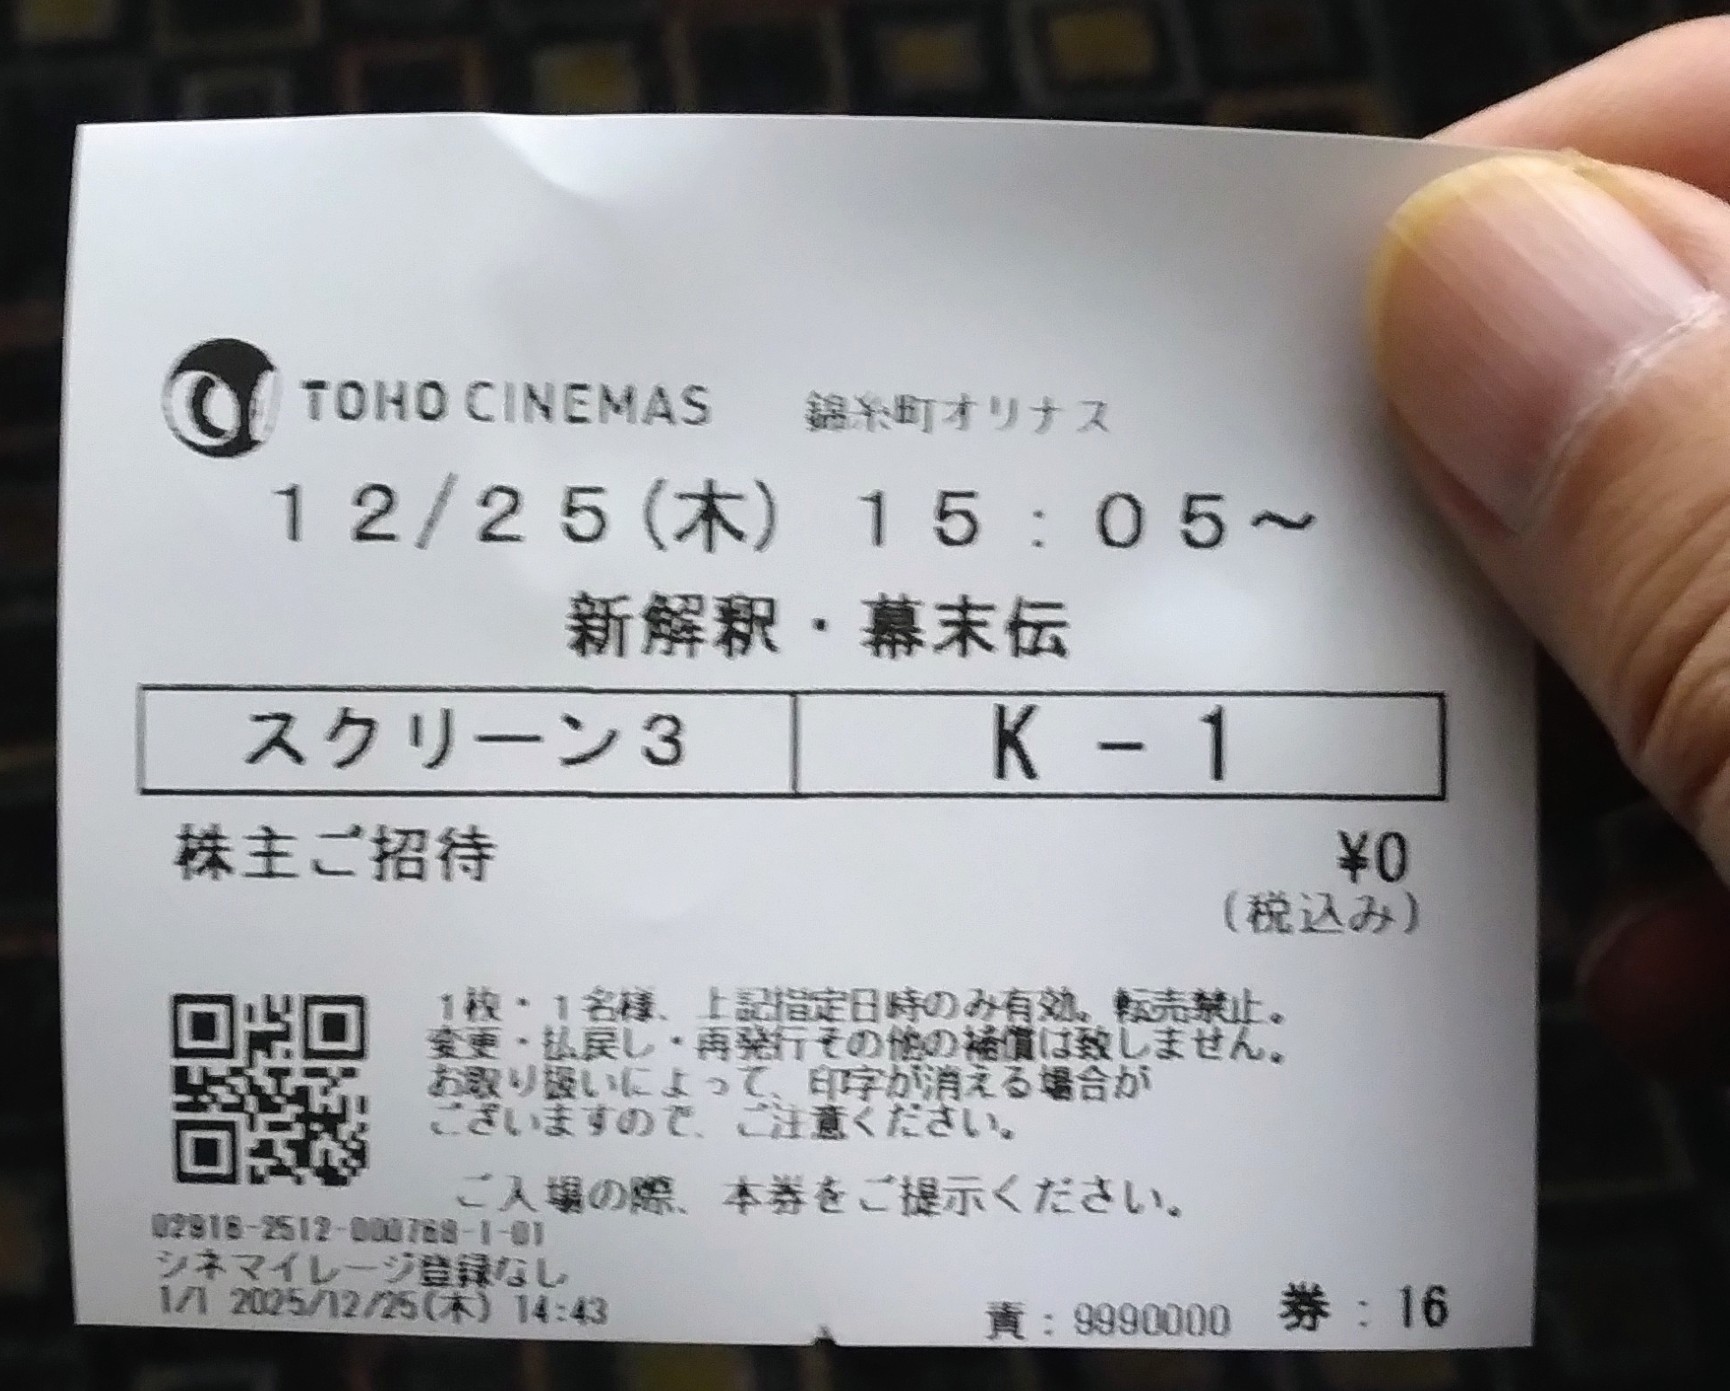 TOHO CINEMAS 錦糸町オリナス
12/25(木) 15:05~
新解釈・幕末伝
スクリーン3 K-1
株主ご招待 ¥0
(税込み)
1枚・1名様、上記指定日時のみ有効。転売禁止。
変更・払戻し・再発行その他の補償は致しません。
お取り扱いによって、印字が消える場合が
ございますので、ご注意ください。
ご入場の際、本券をご提示ください。
02916-2512-000768-1-01
シネマイレージ登録なし
1/1 2025/12/25(木) 14:43 責:9990000 券:16